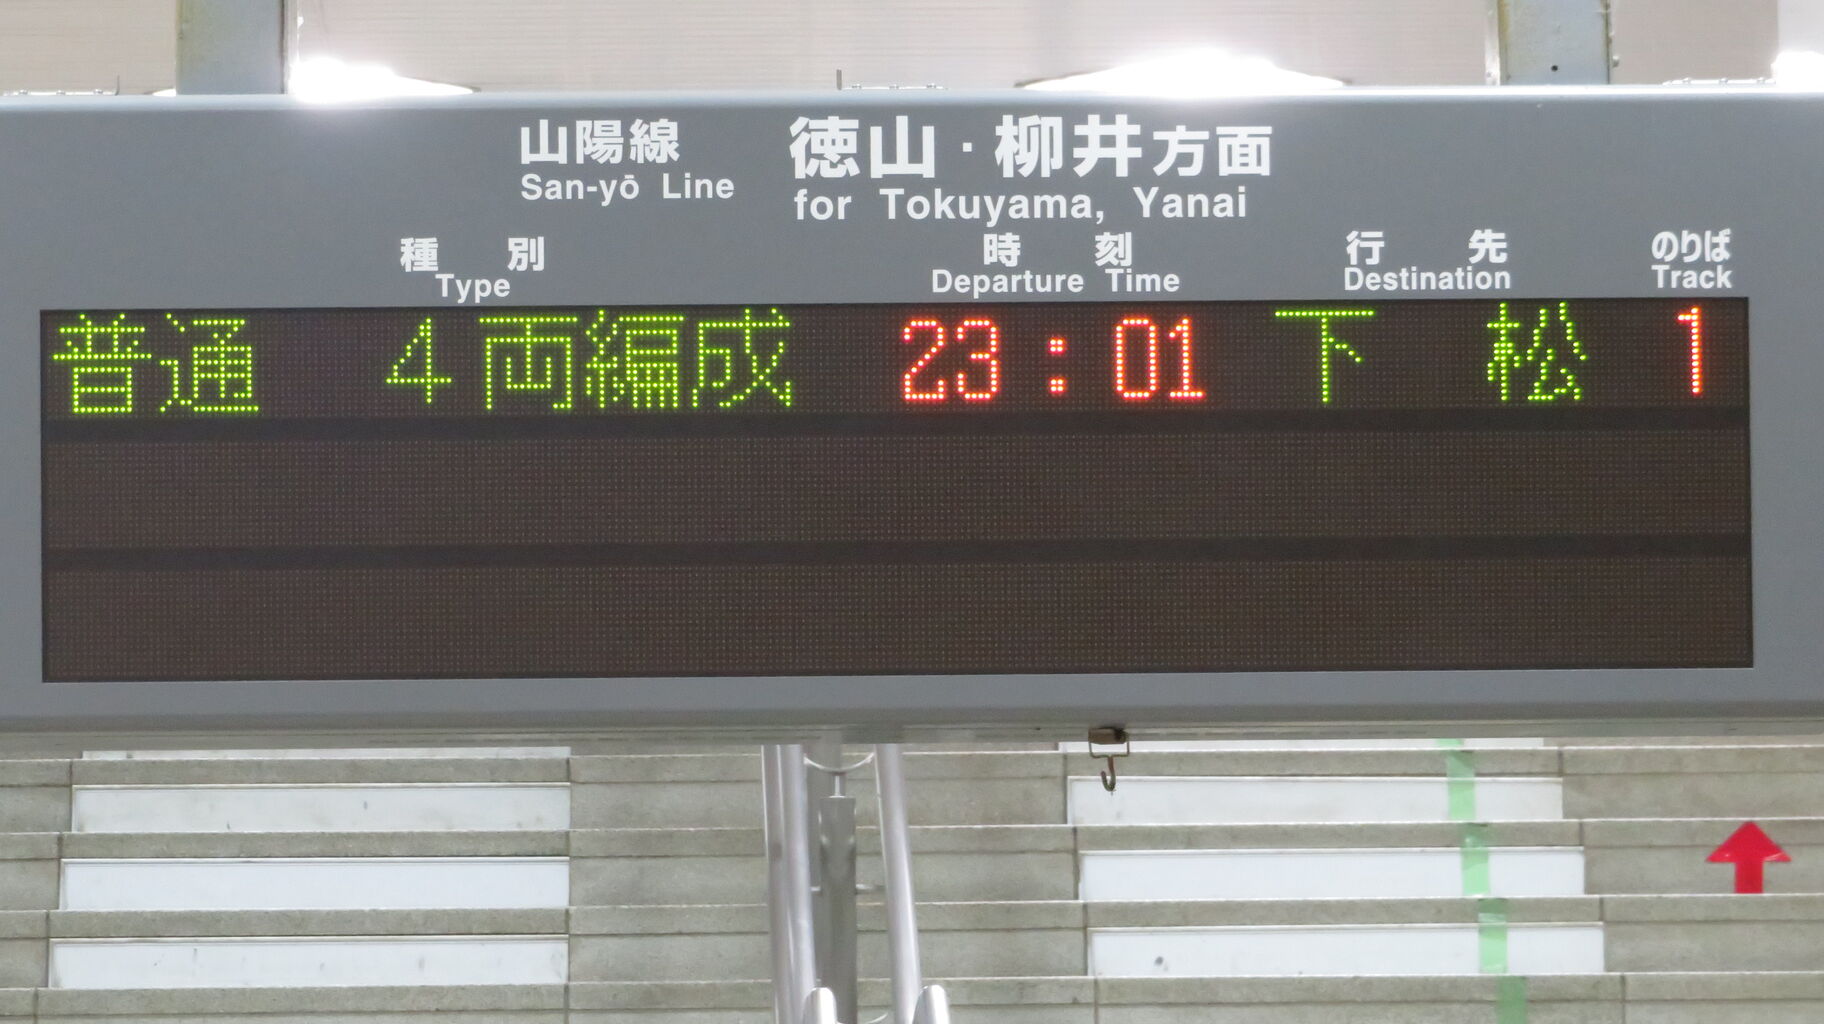 山陽線 徳山・柳井方面
San-yō Line for Tokuyama, Yanai
種別 時刻 行先 のりば
Type Departure Time Destination Track
普通 4両編成 23:01 下松 1